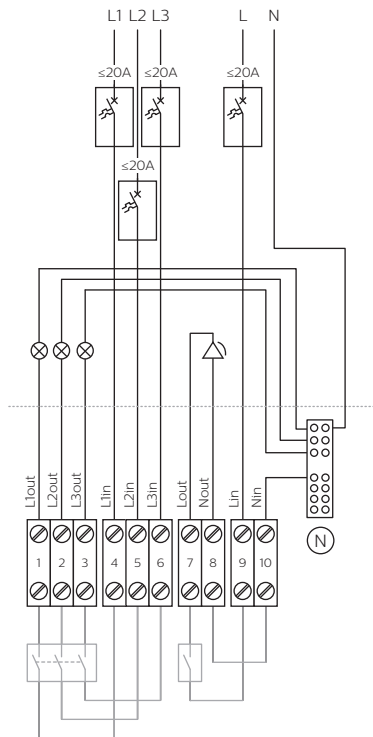 L1 L2 L3 L N
≤20A ≤20A ≤20A
≤20A
L1out L2out L3out L1in L2in L3in Lout Nout Lin Nin
N
1 2 3 4 5 6 7 8 9 10